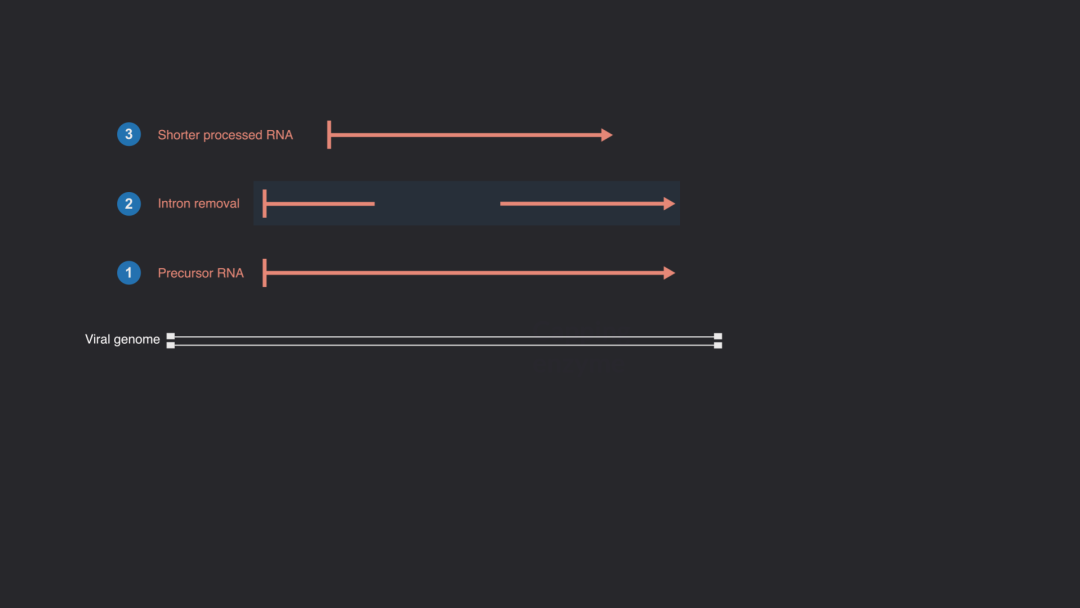 3 Shorter processed RNA
2 Intron removal
1 Precursor RNA
Viral genome